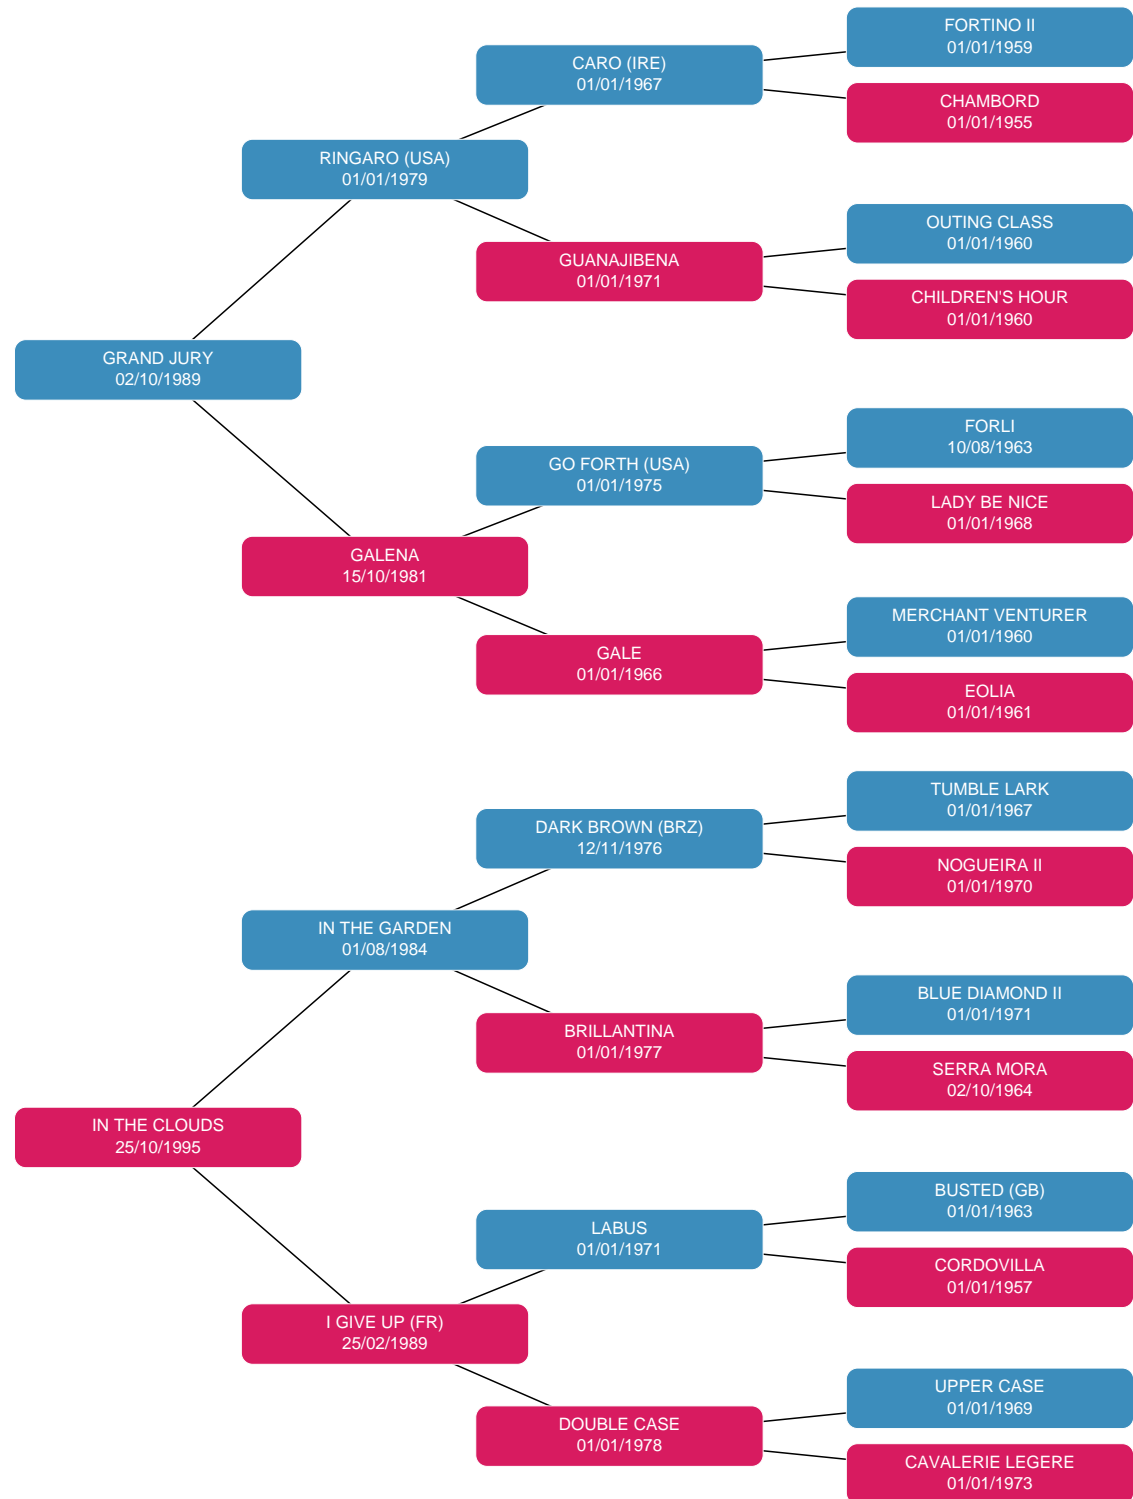 FORTINO II
01/01/1959
CARO (IRE)
01/01/1967
CHAMBORD
01/01/1955
RINGARO (USA)
01/01/1979
OUTING CLASS
01/01/1960
GUANAJIBENA
01/01/1971
CHILDREN'S HOUR
01/01/1960
GRAND JURY
02/10/1989
FORLI
10/08/1963
GO FORTH (USA)
01/01/1975
LADY BE NICE
01/01/1968
GALENA
15/10/1981
MERCHANT VENTURER
01/01/1960
GALE
01/01/1966
EOLIA
01/01/1961
TUMBLE LARK
01/01/1967
DARK BROWN (BRZ)
12/11/1976
NOGUEIRA II
01/01/1970
IN THE GARDEN
01/08/1984
BLUE DIAMOND II
01/01/1971
BRILLANTINA
01/01/1977
SERRA MORA
02/10/1964
IN THE CLOUDS
25/10/1995
BUSTED (GB)
01/01/1963
LABUS
01/01/1971
CORDOVILLA
01/01/1957
I GIVE UP (FR)
25/02/1989
UPPER CASE
01/01/1969
DOUBLE CASE
01/01/1978
CAVALERIE LEGERE
01/01/1973